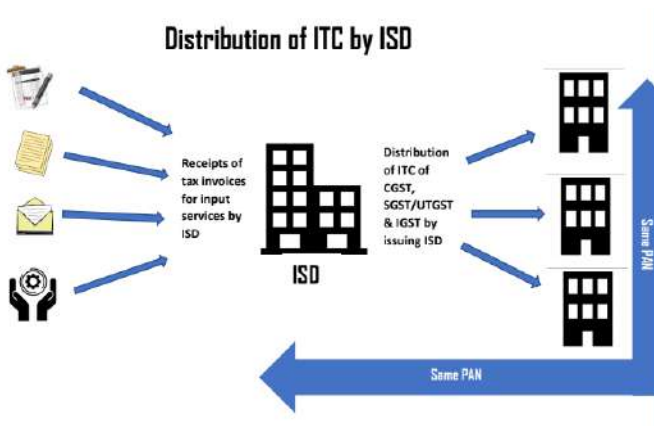 Distribution of ITC by ISD
Receipts of
tax invoices
for input
services by
ISD
ISD
Distribution
of ITC of
CGST,
SGST/UTGST
& IGST by
issuing ISD
Same PAN
Same PAN